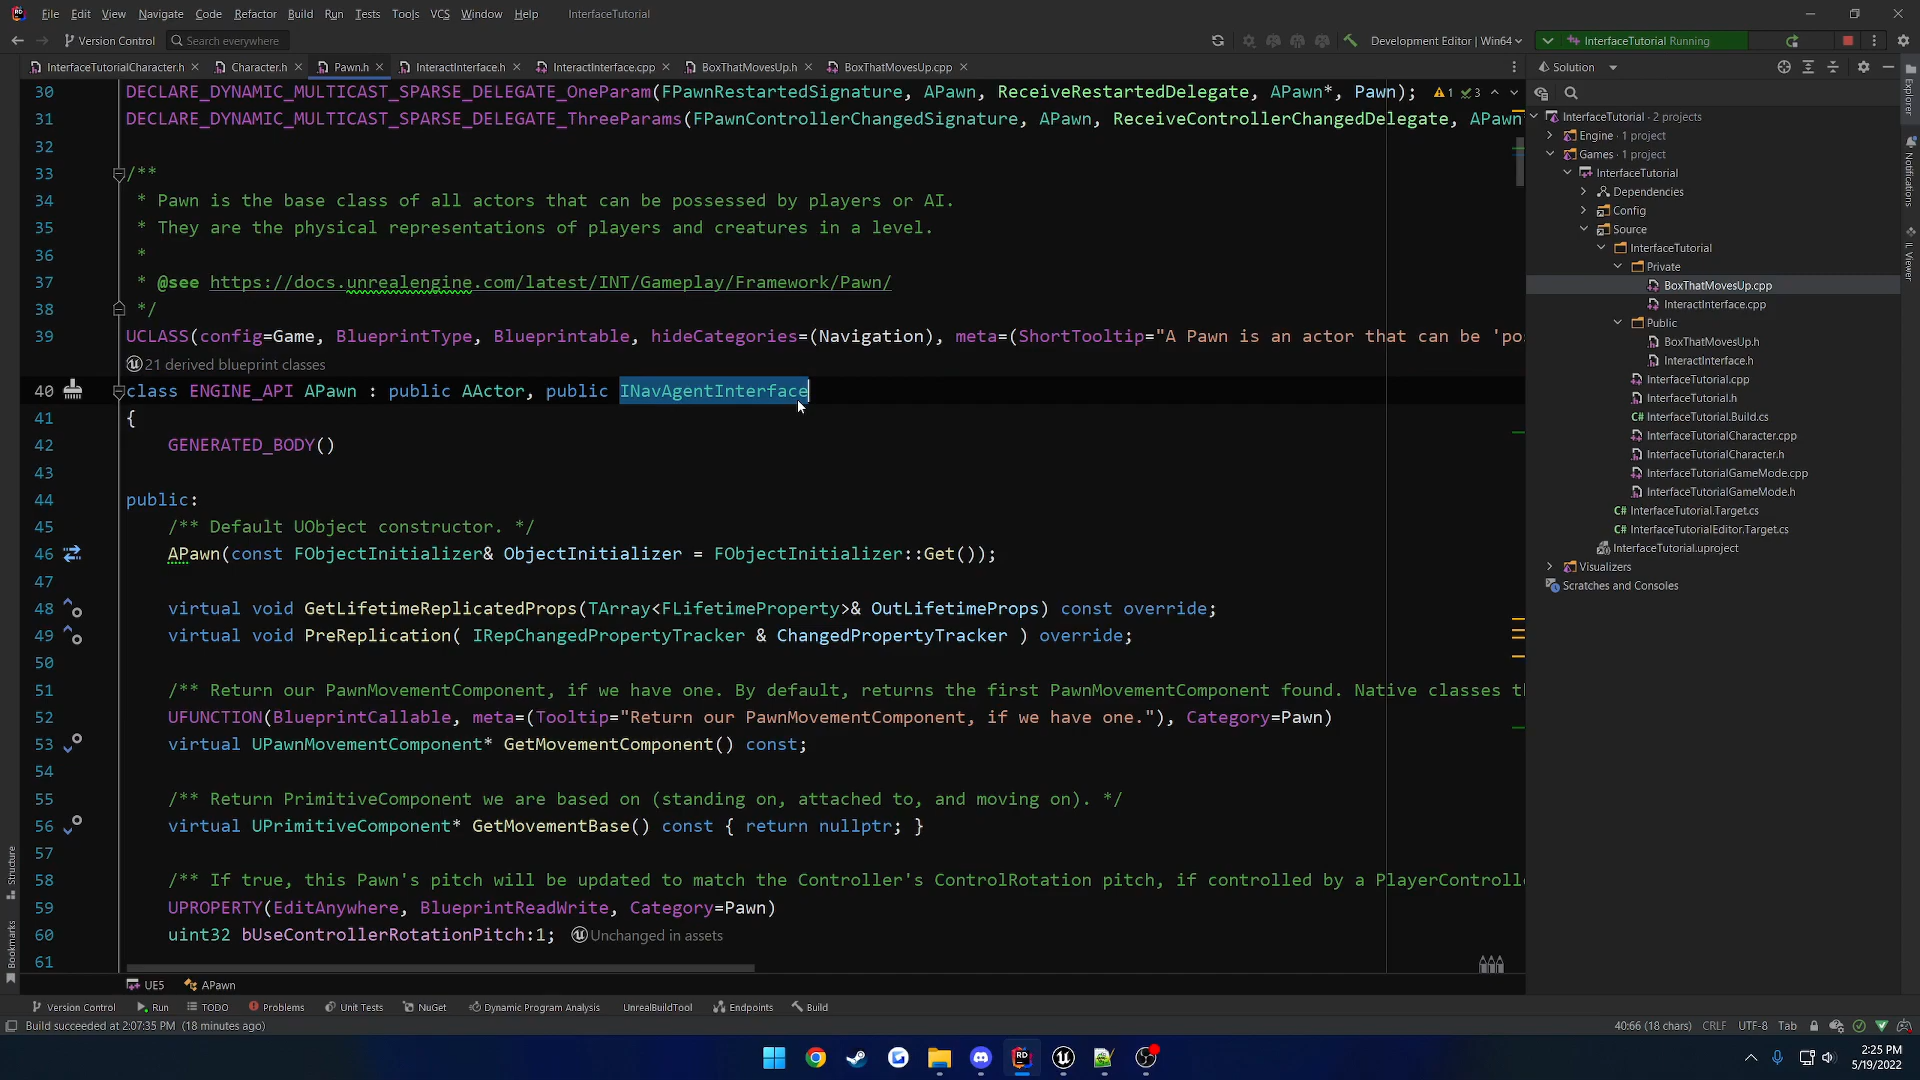 File Edit View Navigate Code Refactor Build Run Tests Tools VCS Window Help InterfaceTutorial
Version Control Search everywhere Development Editor | Win64 InterfaceTutorial Running
InterfaceTutorialCharacter.h Character.h Pawn.h InteractInterface.h InteractInterface.cpp BoxThatMovesUp.h BoxThatMovesUp.cpp
30 DECLARE_DYNAMIC_MULTICAST_SPARSE_DELEGATE_OneParam(FPawnRestartedSignature, APawn, ReceiveRestartedDelegate, APawn*, Pawn); 1 3
31 DECLARE_DYNAMIC_MULTICAST_SPARSE_DELEGATE_ThreeParams(FPawnControllerChangedSignature, APawn, ReceiveControllerChangedDelegate, APawn
32
33 /**
34 * Pawn is the base class of all actors that can be possessed by players or AI.
35 * They are the physical representations of players and creatures in a level.
36 *
37 * @see https://docs.unrealengine.com/latest/INT/Gameplay/Framework/Pawn/
38 */
39 UCLASS(config=Game, BlueprintType, Blueprintable, hideCategories=(Navigation), meta=(ShortTooltip="A Pawn is an actor that can be 'po
21 derived blueprint classes
40 class ENGINE_API APawn : public AActor, public INavAgentInterface
41 {
42 GENERATED_BODY()
43
44 public:
45 /** Default UObject constructor. */
46 APawn(const FObjectInitializer& ObjectInitializer = FObjectInitializer::Get());
47
48 virtual void GetLifetimeReplicatedProps(TArray<FLifetimeProperty>& OutLifetimeProps) const override;
49 virtual void PreReplication( IRepChangedPropertyTracker & ChangedPropertyTracker ) override;
50
51 /** Return our PawnMovementComponent, if we have one. By default, returns the first PawnMovementComponent found. Native classes t
52 UFUNCTION(BlueprintCallable, meta=(Tooltip="Return our PawnMovementComponent, if we have one."), Category=Pawn)
53 virtual UPawnMovementComponent* GetMovementComponent() const;
54
55 /** Return PrimitiveComponent we are based on (standing on, attached to, and moving on). */
56 virtual UPrimitiveComponent* GetMovementBase() const { return nullptr; }
57
58 /** If true, this Pawn's pitch will be updated to match the Controller's ControlRotation pitch, if controlled by a PlayerControll
59 UPROPERTY(EditAnywhere, BlueprintReadWrite, Category=Pawn)
60 uint32 bUseControllerRotationPitch:1; Unchanged in assets
61
UE5 APawn
Solution
InterfaceTutorial · 2 projects
Engine · 1 project
Games · 1 project
InterfaceTutorial
Dependencies
Config
Source
InterfaceTutorial
Private
BoxThatMovesUp.cpp
InteractInterface.cpp
Public
BoxThatMovesUp.h
InteractInterface.h
InterfaceTutorial.cpp
InterfaceTutorial.h
InterfaceTutorial.Build.cs
InterfaceTutorialCharacter.cpp
InterfaceTutorialCharacter.h
InterfaceTutorialGameMode.cpp
InterfaceTutorialGameMode.h
InterfaceTutorial.Target.cs
InterfaceTutorialEditor.Target.cs
InterfaceTutorial.uproject
Visualizers
Scratches and Consoles
Explorer
Notifications
IL Viewer
Structure
Bookmarks
Version Control Run TODO Problems Unit Tests NuGet Dynamic Program Analysis UnrealBuildTool Endpoints Build
Build succeeded at 2:07:35 PM (18 minutes ago) 40:66 (18 chars) CRLF UTF-8 Tab
RD
2:25 PM
5/19/2022